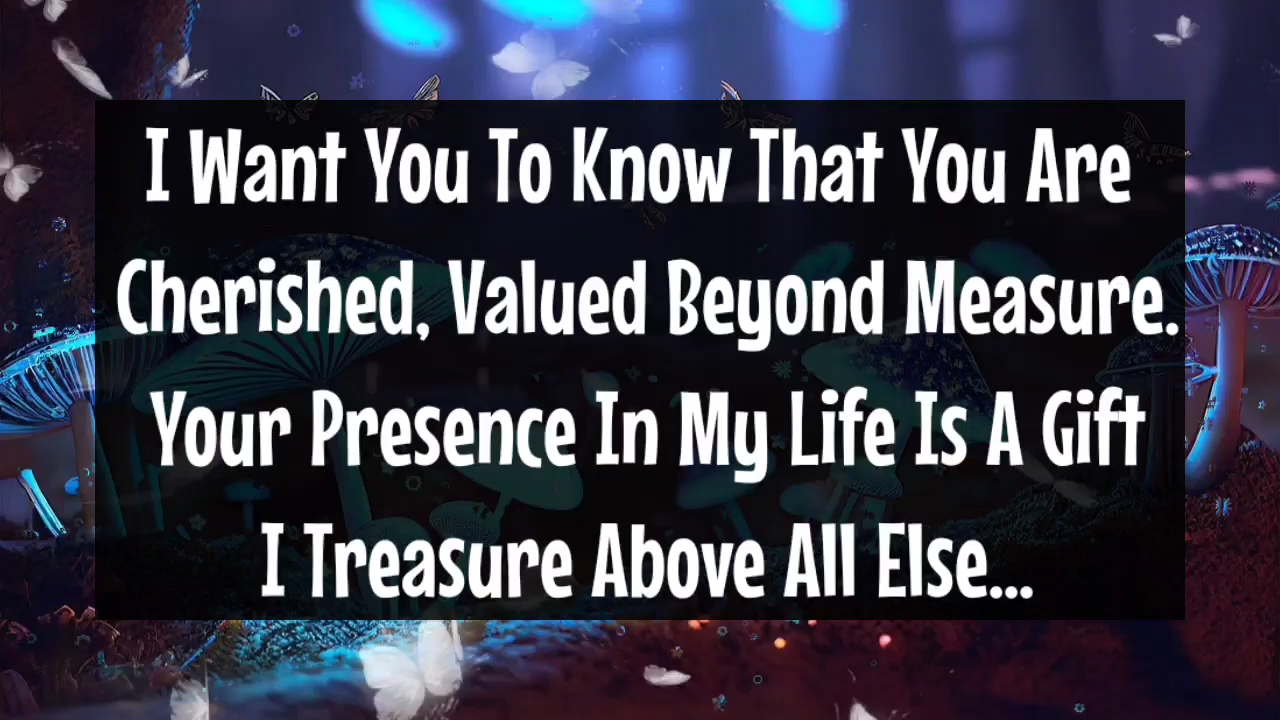 I Want You To Know That You Are
Cherished, Valued Beyond Measure.
Your Presence In My Life Is A Gift
I Treasure Above All Else...